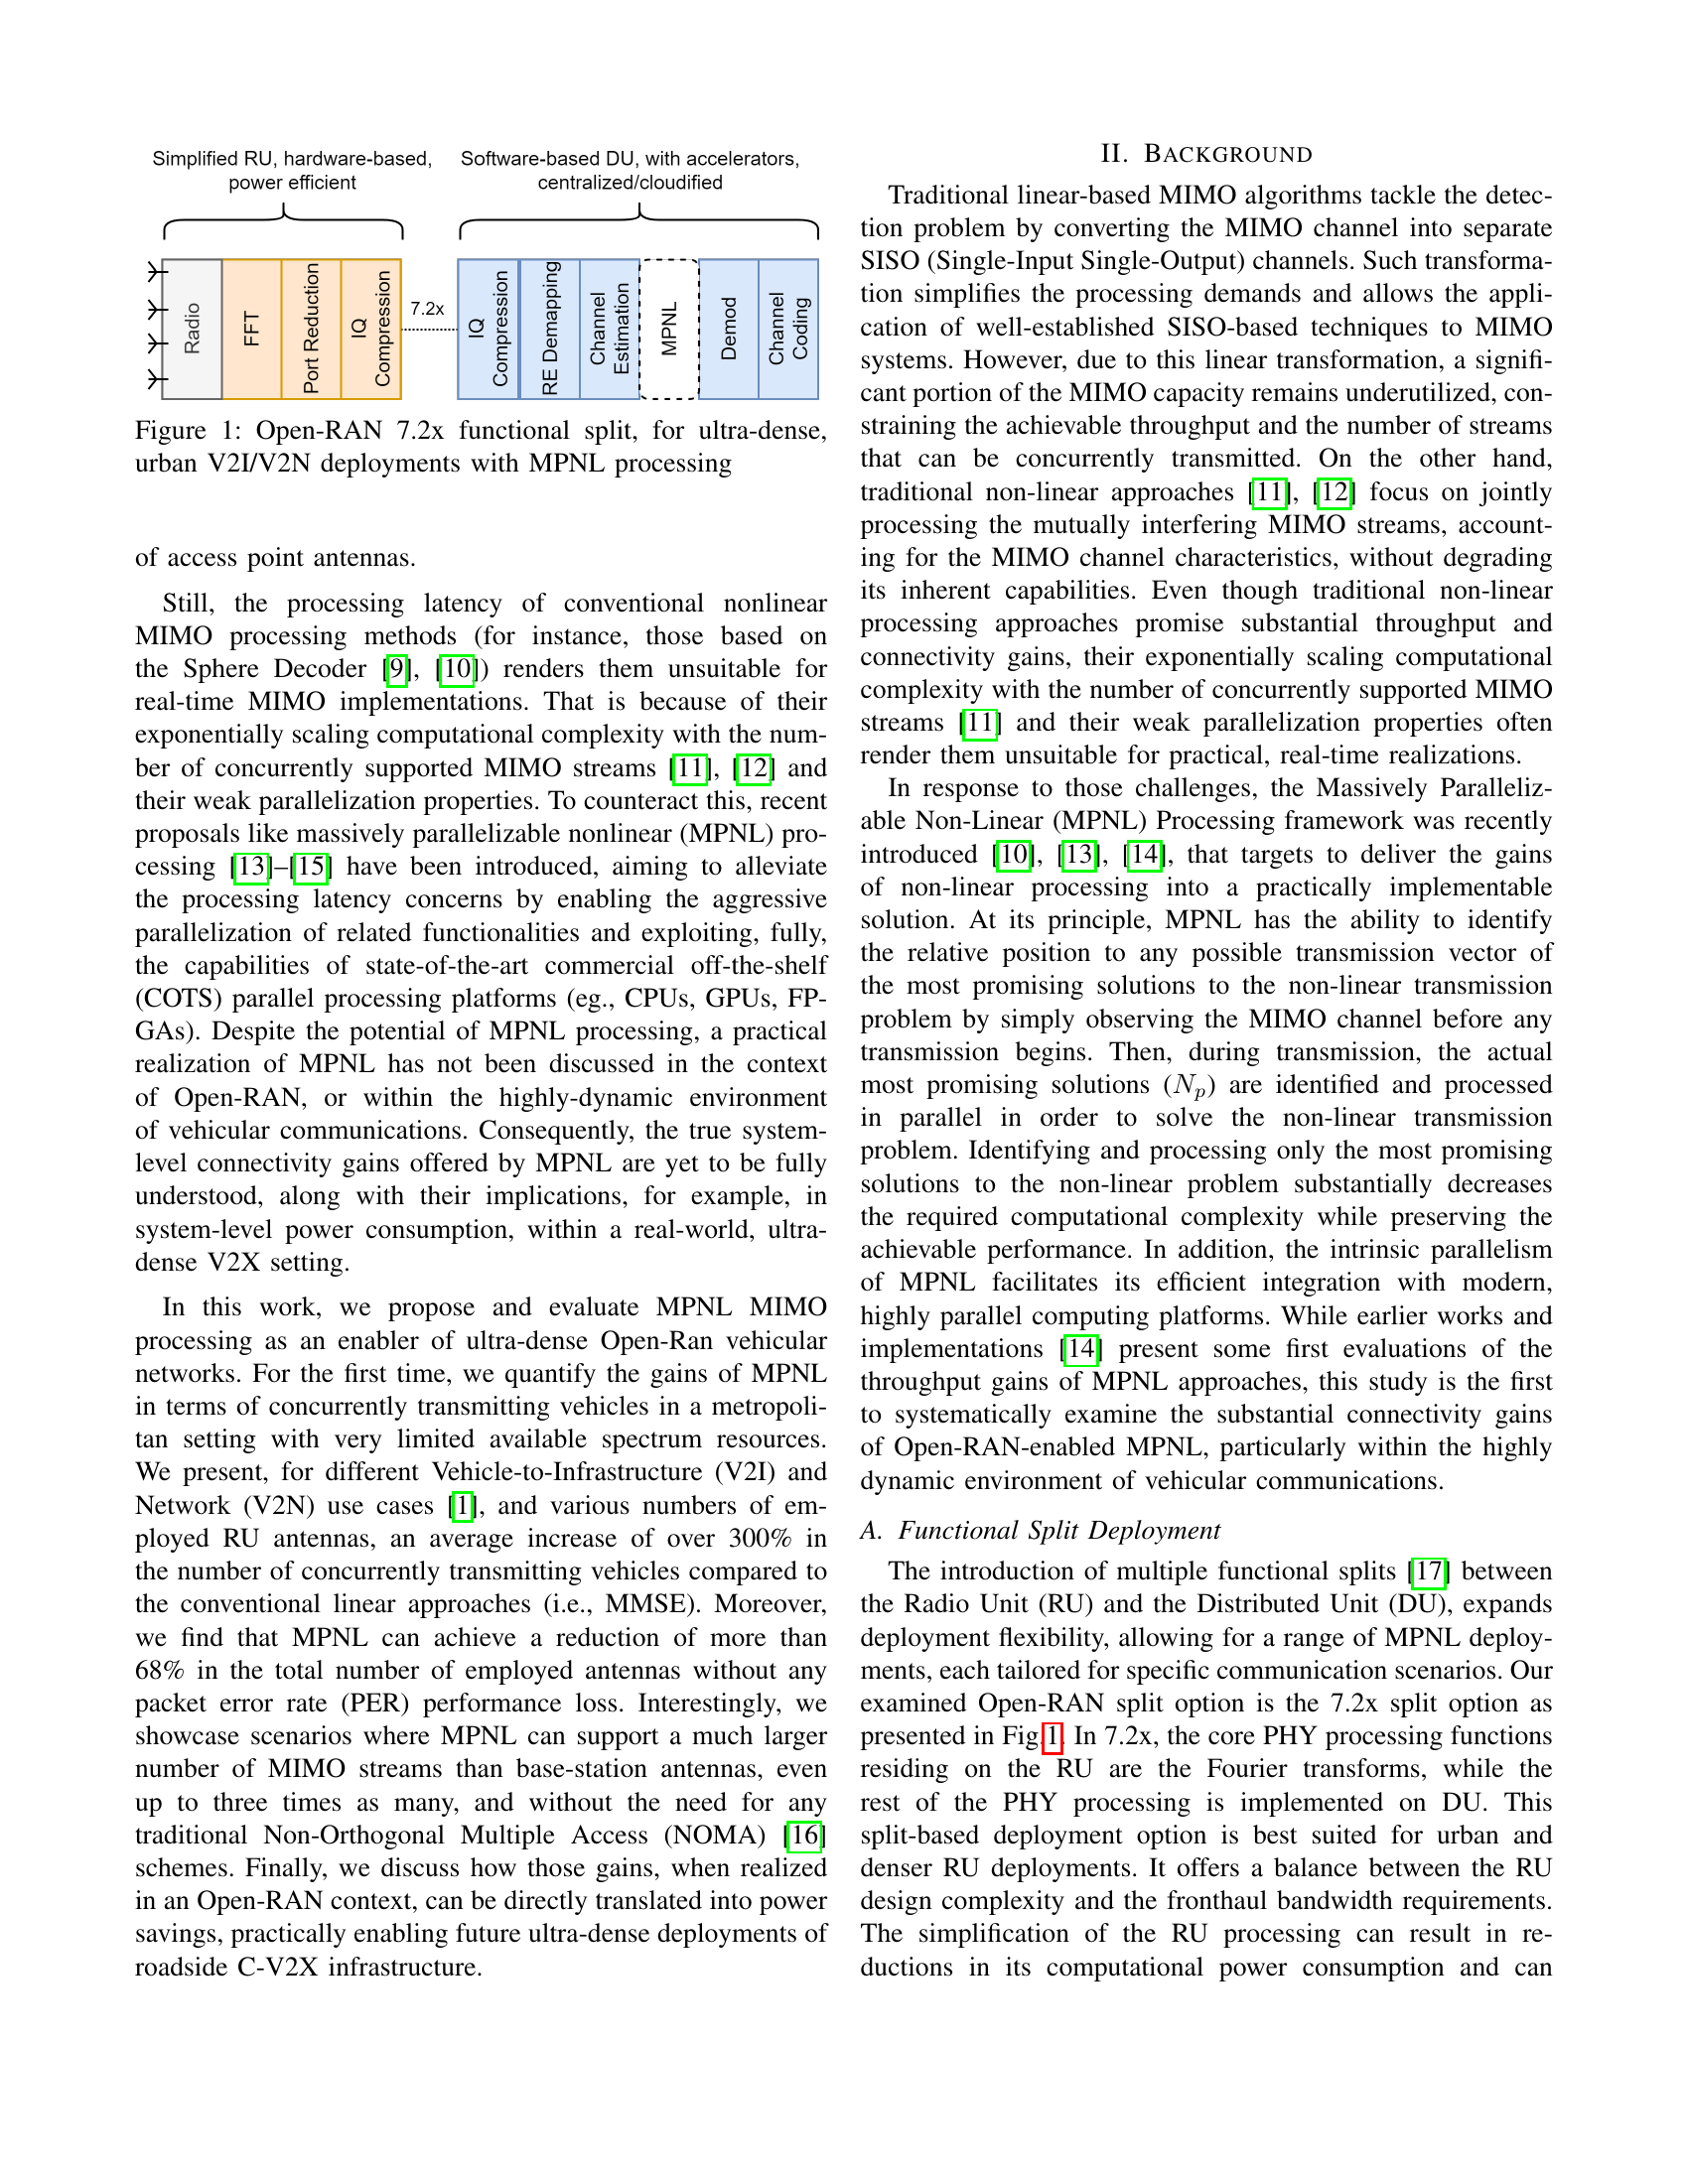 Simplified RU, hardware-based,
power efficient
Software-based DU, with accelerators,
centralized/cloudified
Radio
FFT
Port Reduction
IQ
Compression
7.2x
IQ
Compression
RE Demapping
Channel
Estimation
MPNL
Demod
Channel
Coding
Figure 1: Open-RAN 7.2x functional split, for ultra-dense,
urban V2I/V2N deployments with MPNL processing
of access point antennas.
Still, the processing latency of conventional nonlinear
MIMO processing methods (for instance, those based on
the Sphere Decoder [9], [10]) renders them unsuitable for
real-time MIMO implementations. That is because of their
exponentially scaling computational complexity with the num-
ber of concurrently supported MIMO streams [11], [12] and
their weak parallelization properties. To counteract this, recent
proposals like massively parallelizable nonlinear (MPNL) pro-
cessing [13]–[15] have been introduced, aiming to alleviate
the processing latency concerns by enabling the aggressive
parallelization of related functionalities and exploiting, fully,
the capabilities of state-of-the-art commercial off-the-shelf
(COTS) parallel processing platforms (eg., CPUs, GPUs, FP-
GAs). Despite the potential of MPNL processing, a practical
realization of MPNL has not been discussed in the context
of Open-RAN, or within the highly-dynamic environment
of vehicular communications. Consequently, the true system-
level connectivity gains offered by MPNL are yet to be fully
understood, along with their implications, for example, in
system-level power consumption, within a real-world, ultra-
dense V2X setting.
In this work, we propose and evaluate MPNL MIMO
processing as an enabler of ultra-dense Open-Ran vehicular
networks. For the first time, we quantify the gains of MPNL
in terms of concurrently transmitting vehicles in a metropoli-
tan setting with very limited available spectrum resources.
We present, for different Vehicle-to-Infrastructure (V2I) and
Network (V2N) use cases [1], and various numbers of em-
ployed RU antennas, an average increase of over 300% in
the number of concurrently transmitting vehicles compared to
the conventional linear approaches (i.e., MMSE). Moreover,
we find that MPNL can achieve a reduction of more than
68% in the total number of employed antennas without any
packet error rate (PER) performance loss. Interestingly, we
showcase scenarios where MPNL can support a much larger
number of MIMO streams than base-station antennas, even
up to three times as many, and without the need for any
traditional Non-Orthogonal Multiple Access (NOMA) [16]
schemes. Finally, we discuss how those gains, when realized
in an Open-RAN context, can be directly translated into power
savings, practically enabling future ultra-dense deployments of
roadside C-V2X infrastructure.
II. BACKGROUND
Traditional linear-based MIMO algorithms tackle the detec-
tion problem by converting the MIMO channel into separate
SISO (Single-Input Single-Output) channels. Such transforma-
tion simplifies the processing demands and allows the appli-
cation of well-established SISO-based techniques to MIMO
systems. However, due to this linear transformation, a signifi-
cant portion of the MIMO capacity remains underutilized, con-
straining the achievable throughput and the number of streams
that can be concurrently transmitted. On the other hand,
traditional non-linear approaches [11], [12] focus on jointly
processing the mutually interfering MIMO streams, account-
ing for the MIMO channel characteristics, without degrading
its inherent capabilities. Even though traditional non-linear
processing approaches promise substantial throughput and
connectivity gains, their exponentially scaling computational
complexity with the number of concurrently supported MIMO
streams [11] and their weak parallelization properties often
render them unsuitable for practical, real-time realizations.
In response to those challenges, the Massively Paralleliz-
able Non-Linear (MPNL) Processing framework was recently
introduced [10], [13], [14], that targets to deliver the gains
of non-linear processing into a practically implementable
solution. At its principle, MPNL has the ability to identify
the relative position to any possible transmission vector of
the most promising solutions to the non-linear transmission
problem by simply observing the MIMO channel before any
transmission begins. Then, during transmission, the actual
most promising solutions (Np) are identified and processed
in parallel in order to solve the non-linear transmission
problem. Identifying and processing only the most promising
solutions to the non-linear problem substantially decreases
the required computational complexity while preserving the
achievable performance. In addition, the intrinsic parallelism
of MPNL facilitates its efficient integration with modern,
highly parallel computing platforms. While earlier works and
implementations [14] present some first evaluations of the
throughput gains of MPNL approaches, this study is the first
to systematically examine the substantial connectivity gains
of Open-RAN-enabled MPNL, particularly within the highly
dynamic environment of vehicular communications.
A. Functional Split Deployment
The introduction of multiple functional splits [17] between
the Radio Unit (RU) and the Distributed Unit (DU), expands
deployment flexibility, allowing for a range of MPNL deploy-
ments, each tailored for specific communication scenarios. Our
examined Open-RAN split option is the 7.2x split option as
presented in Fig.1. In 7.2x, the core PHY processing functions
residing on the RU are the Fourier transforms, while the
rest of the PHY processing is implemented on DU. This
split-based deployment option is best suited for urban and
denser RU deployments. It offers a balance between the RU
design complexity and the fronthaul bandwidth requirements.
The simplification of the RU processing can result in re-
ductions in its computational power consumption and can